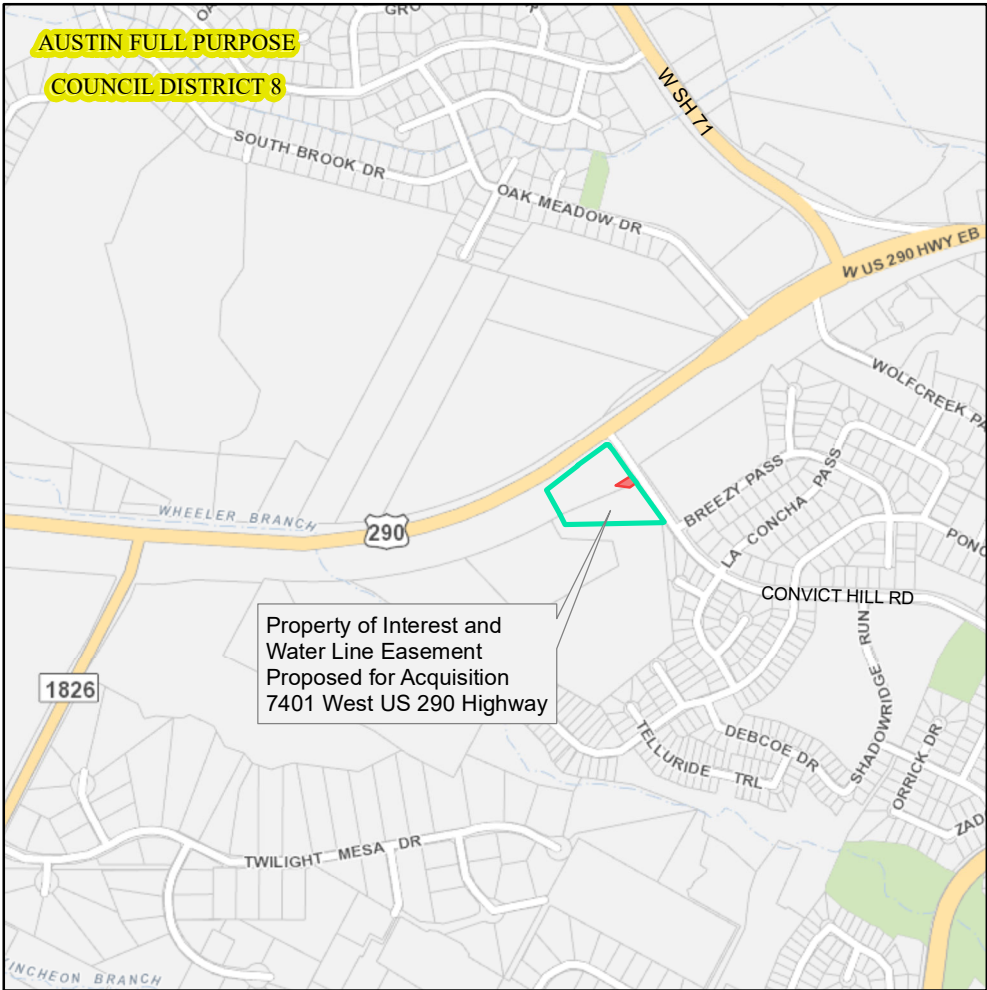 AUSTIN FULL PURPOSE
COUNCIL DISTRICT 8
W SH 71
SOUTH BROOK DR
OAK MEADOW DR
W US 290 HWY EB
WOLFCREEK
BREEZY PASS
LA CONCHA PASS
WHEELER BRANCH
290
CONVICT HILL RD
Property of Interest and
Water Line Easement
Proposed for Acquisition
7401 West US 290 Highway
1826
SHADOWRIDGE RUN
DEBCOE DR
TELLURIDE TRL
ORRICK DR
TWILIGHT MESA DR
BRANCH